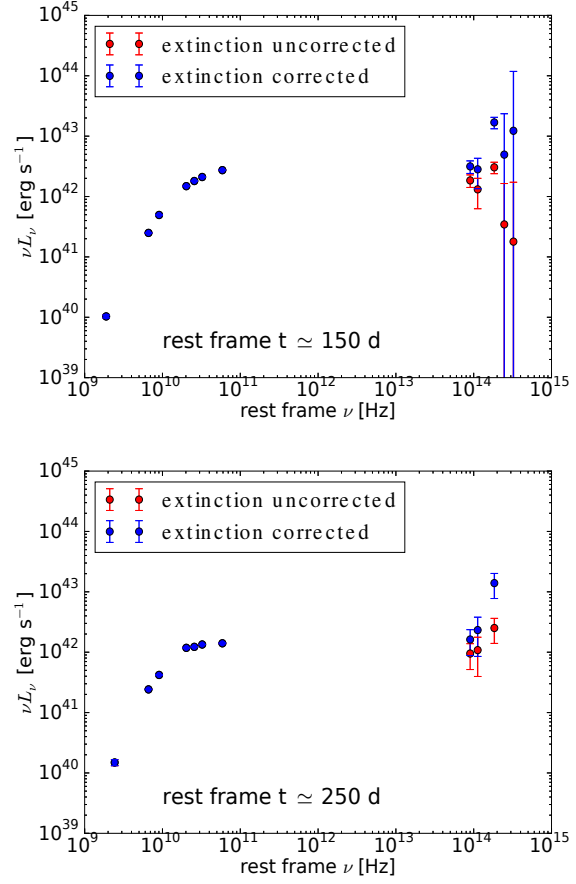 10^45
10^44
10^43
10^42
10^41
10^40
10^39
νL_ν [erg s^−1]
extinction uncorrected
extinction corrected
rest frame t ≃ 150 d
10^9 10^10 10^11 10^12 10^13 10^14 10^15
rest frame ν [Hz]
10^45
10^44
10^43
10^42
10^41
10^40
10^39
νL_ν [erg s^−1]
extinction uncorrected
extinction corrected
rest frame t ≃ 250 d
10^9 10^10 10^11 10^12 10^13 10^14 10^15
rest frame ν [Hz]